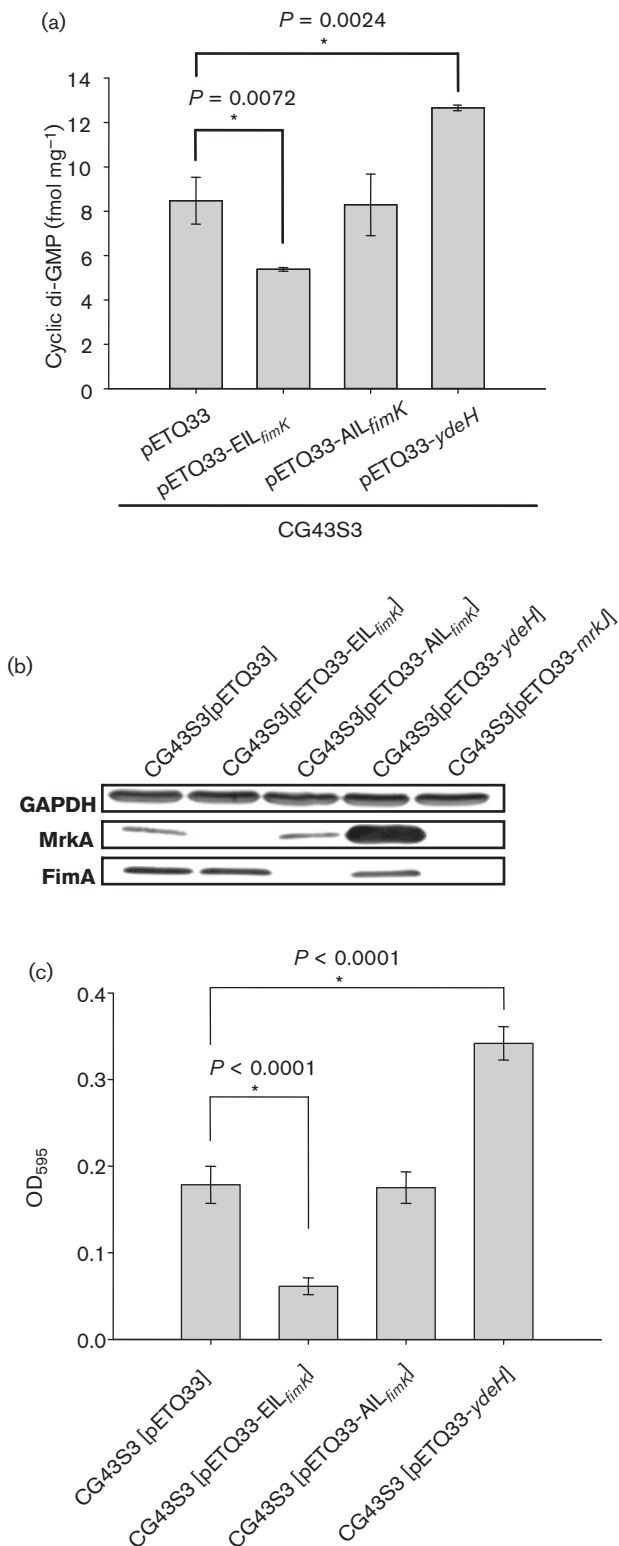 (a)
P = 0.0024
*
P = 0.0072
*
14
12
10
8
6
4
2
0
Cyclic di-GMP (fmol mg⁻¹)
pETQ33
pETQ33-EIL_fimK
pETQ33-AIL_fimK
pETQ33-ydeH
CG43S3
(b)
CG43S3[pETQ33]
CG43S3[pETQ33-EIL_fimK]
CG43S3[pETQ33-AIL_fimK]
CG43S3[pETQ33-ydeH]
CG43S3[pETQ33-mrkJ]
GAPDH
MrkA
FimA
(c)
P < 0.0001
*
P < 0.0001
*
0.4
0.3
0.2
0.1
0.0
OD₅₉₅
CG43S3 [pETQ33]
CG43S3 [pETQ33-EIL_fimK]
CG43S3 [pETQ33-AIL_fimK]
CG43S3 [pETQ33-ydeH]